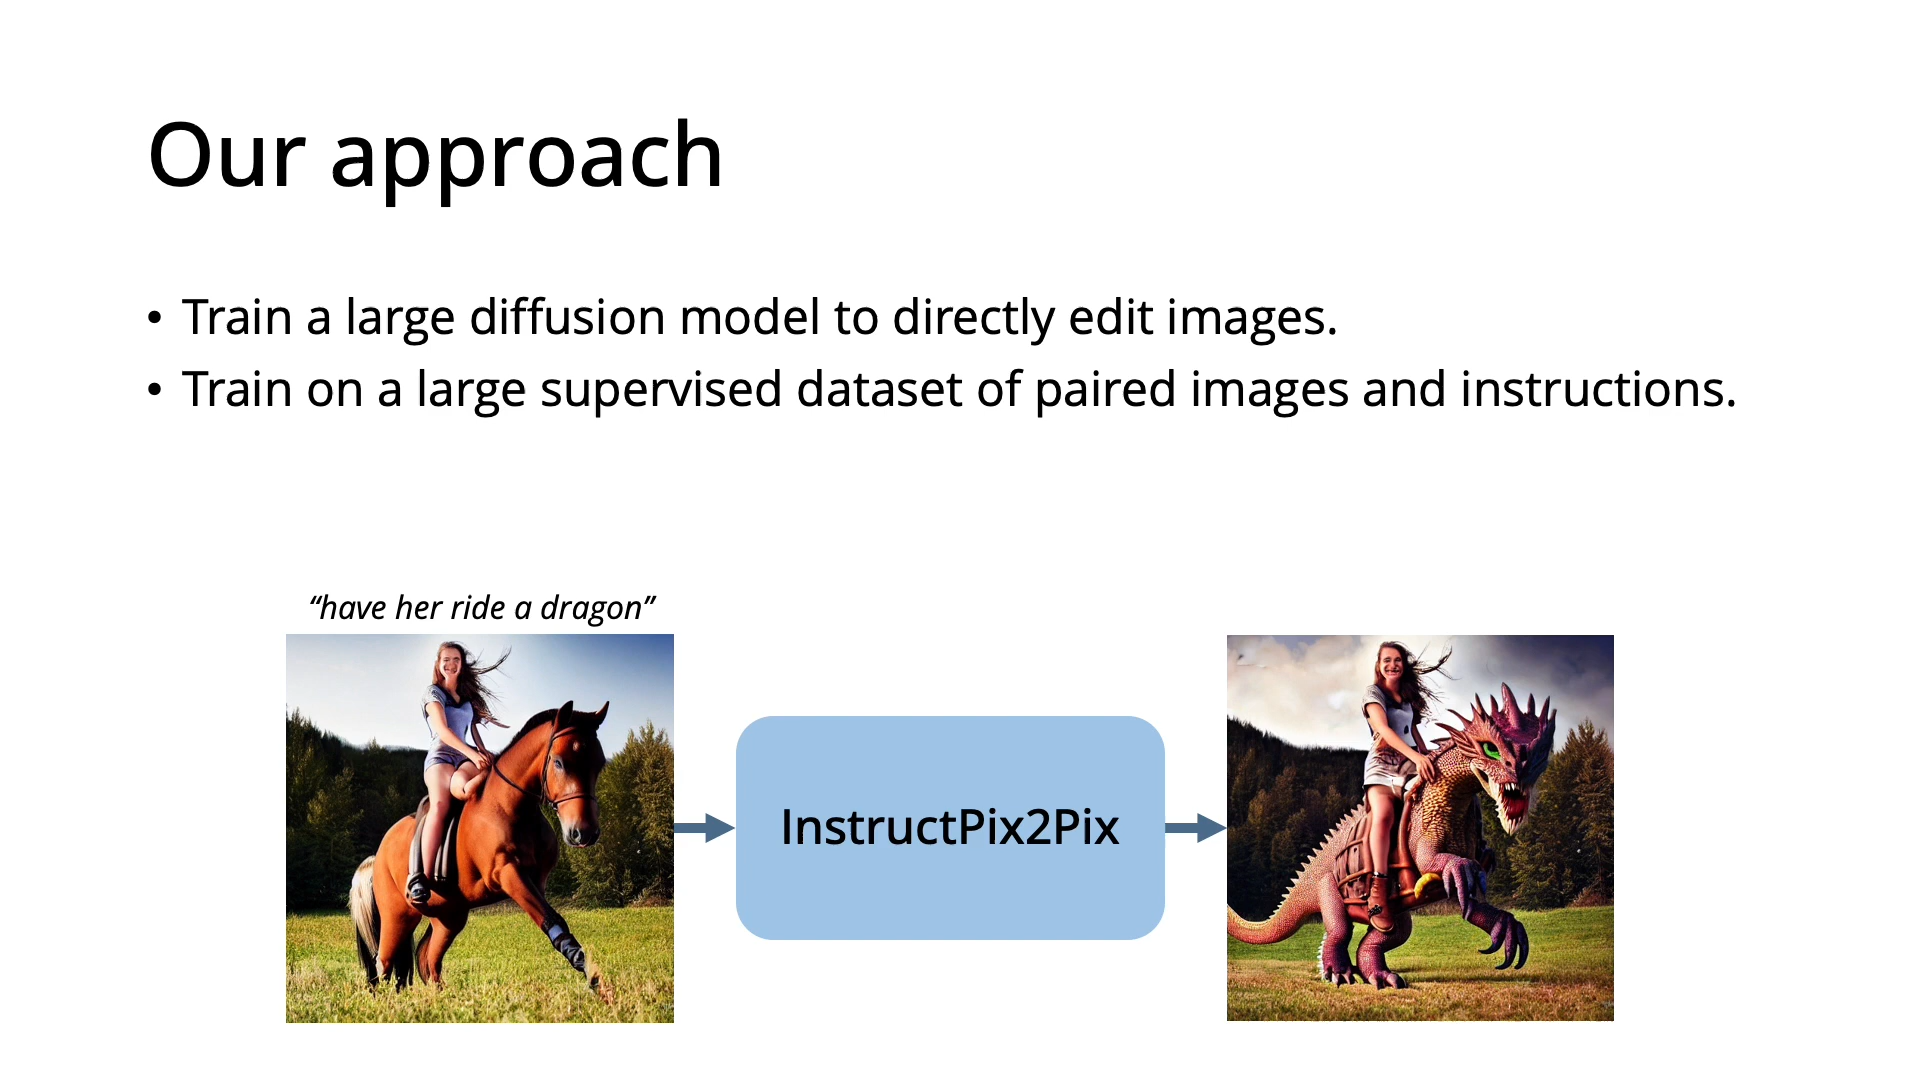 Our approach
• Train a large diffusion model to directly edit images.
• Train on a large supervised dataset of paired images and instructions.
“have her ride a dragon”
InstructPix2Pix